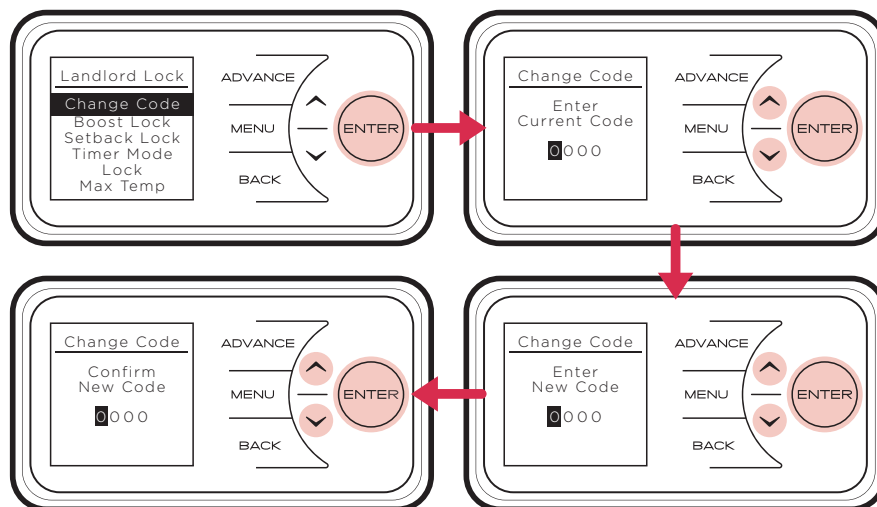 Landlord Lock
Change Code
Boost Lock
Setback Lock
Timer Mode
Lock
Max Temp
ADVANCE
MENU
BACK
ENTER
Change Code
Enter
Current Code
0000
ADVANCE
MENU
BACK
ENTER
Change Code
Confirm
New Code
0000
ADVANCE
MENU
BACK
ENTER
Change Code
Enter
New Code
0000
ADVANCE
MENU
BACK
ENTER